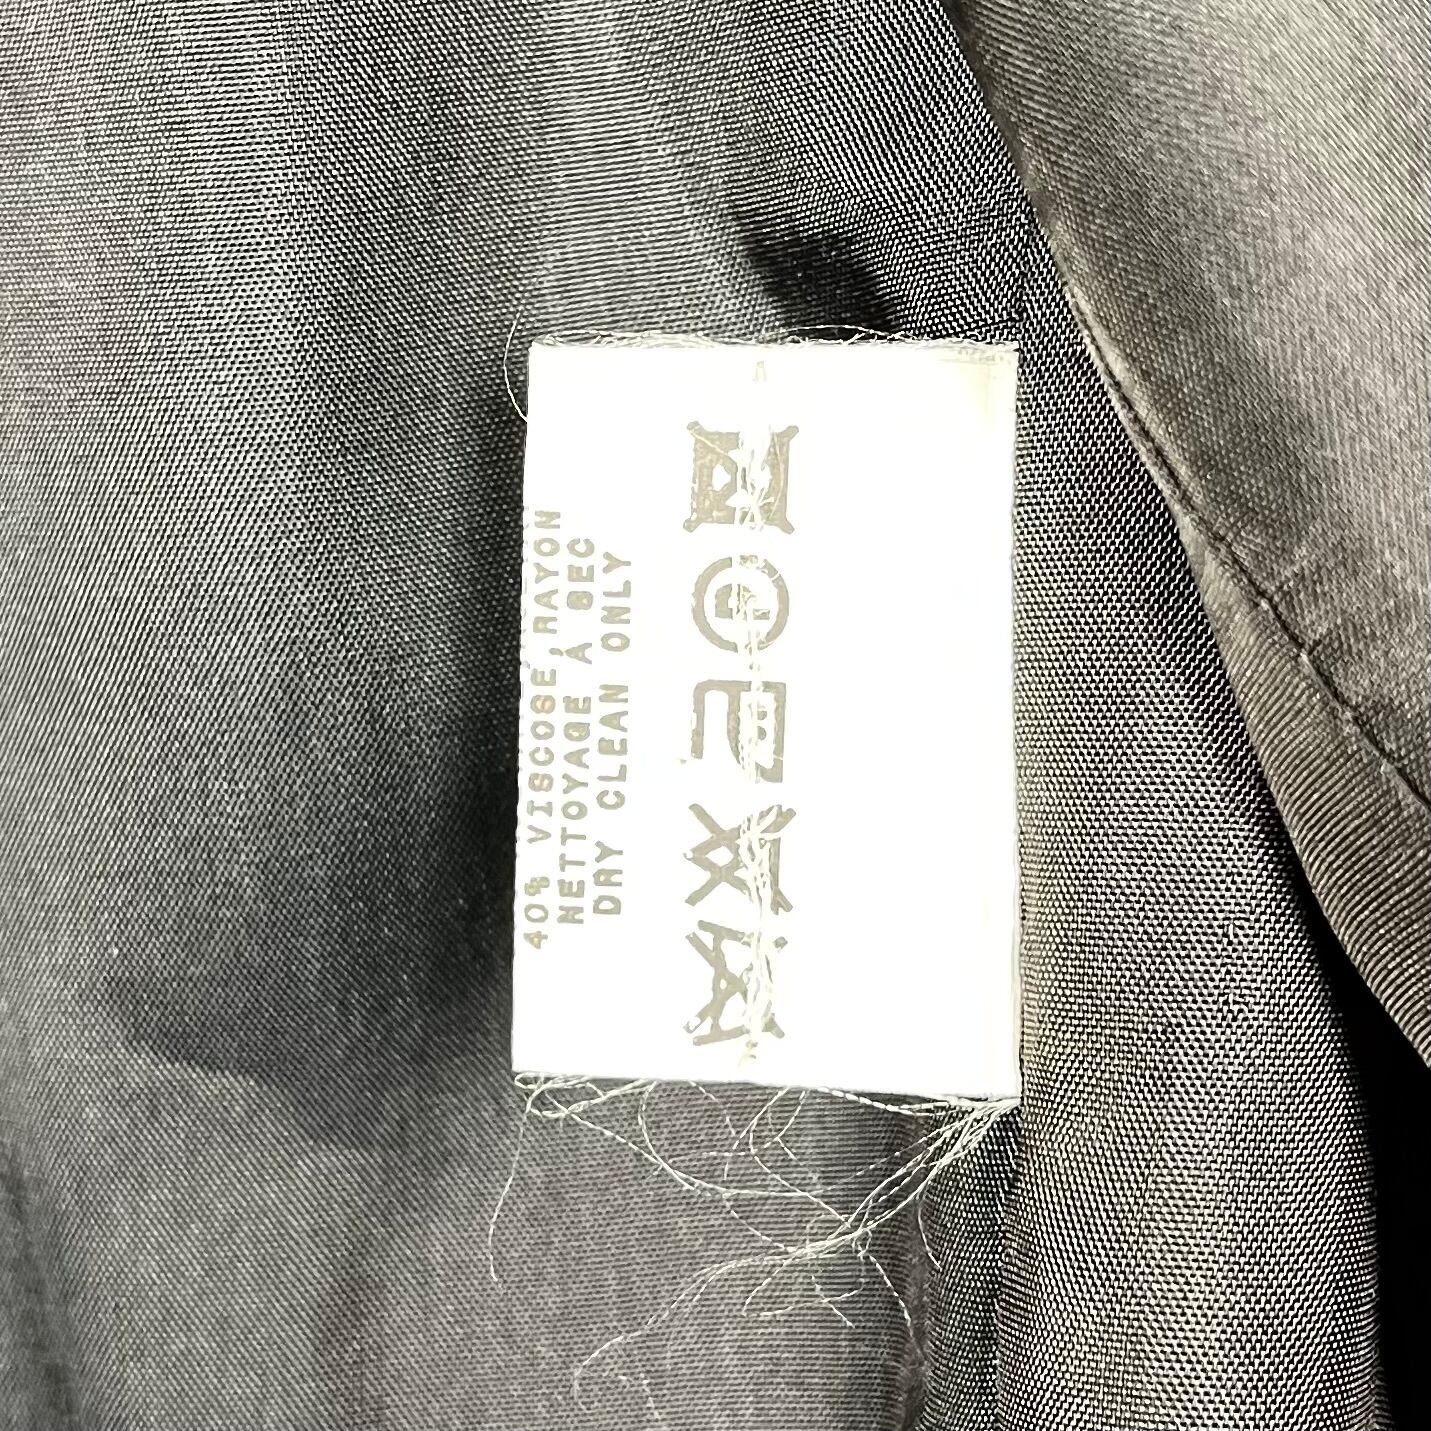 40% VISCOSE,RAYON
NETTOYAGE A SEC
DRY CLEAN ONLY